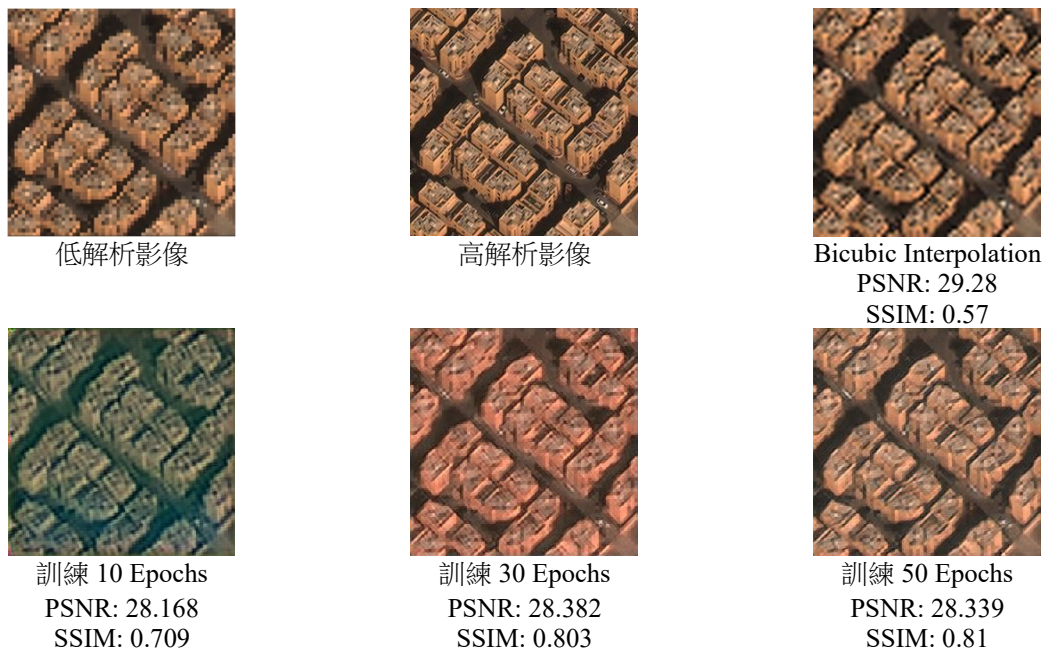 低解析影像
高解析影像
Bicubic Interpolation
PSNR: 29.28
SSIM: 0.57
訓練 10 Epochs
PSNR: 28.168
SSIM: 0.709
訓練 30 Epochs
PSNR: 28.382
SSIM: 0.803
訓練 50 Epochs
PSNR: 28.339
SSIM: 0.81